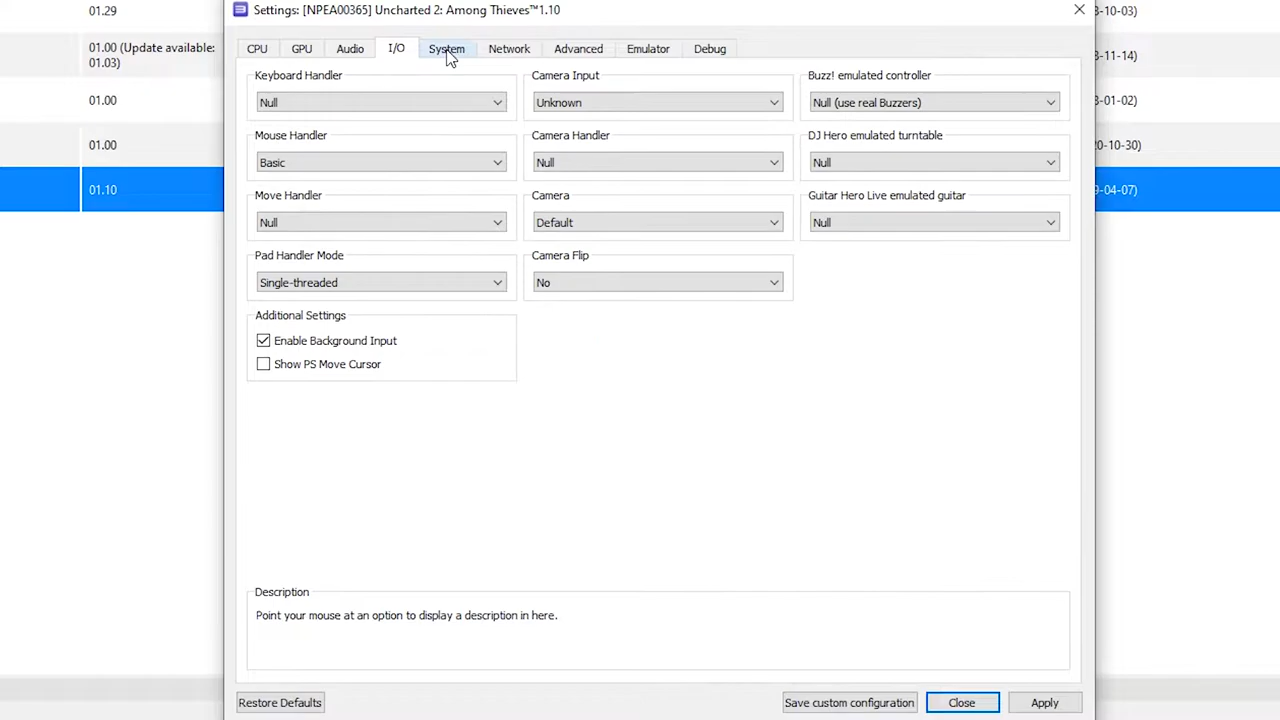 Settings: [NPEA00365] Uncharted 2: Among Thieves™1.10
01.29
3-10-03)
01.00 (Update available:
01.03)
3-11-14)
01.00
3-01-02)
01.00
20-10-30)
01.10
9-04-07)
CPU GPU Audio I/O System Network Advanced Emulator Debug
Keyboard Handler
Null
Mouse Handler
Basic
Move Handler
Null
Pad Handler Mode
Single-threaded
Additional Settings
Enable Background Input
Show PS Move Cursor
Camera Input
Unknown
Camera Handler
Null
Camera
Default
Camera Flip
No
Buzz! emulated controller
Null (use real Buzzers)
DJ Hero emulated turntable
Null
Guitar Hero Live emulated guitar
Null
Description
Point your mouse at an option to display a description in here.
Restore Defaults Save custom configuration Close Apply